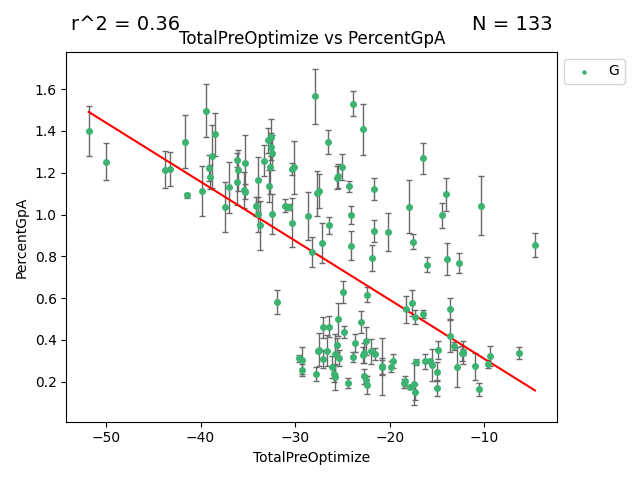 r^2 = 0.36
N = 133
TotalPreOptimize vs PercentGpA
G
PercentGpA
1.6
1.4
1.2
1.0
0.8
0.6
0.4
0.2
−50
−40
−30
−20
−10
TotalPreOptimize